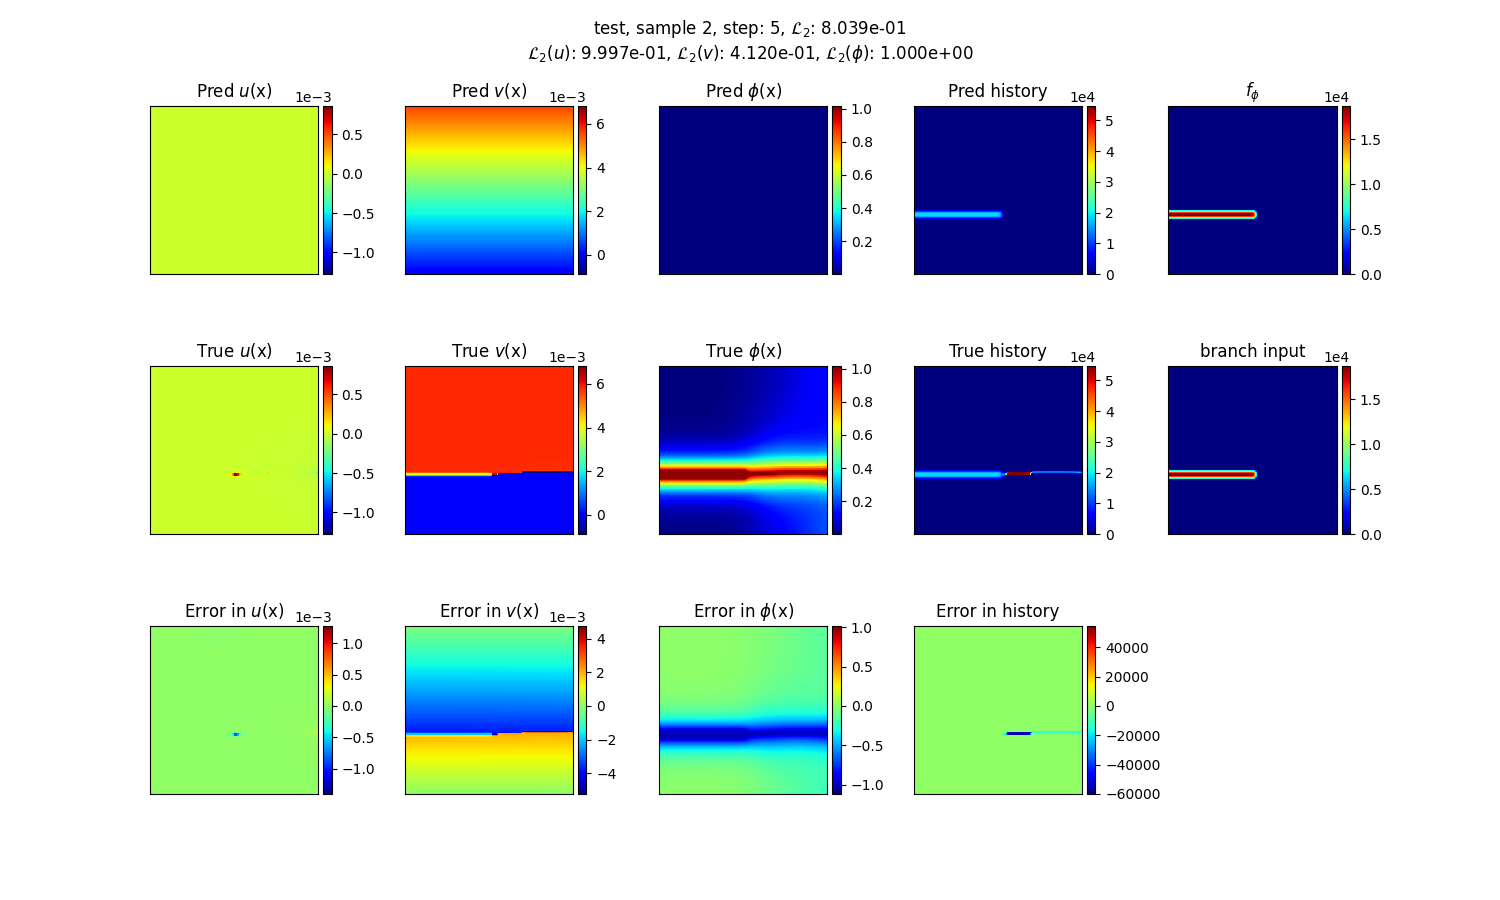 test, sample 2, step: 5, ℒ₂: 8.039e-01
ℒ₂(u): 9.997e-01, ℒ₂(v): 4.120e-01, ℒ₂(ϕ): 1.000e+00
Pred u(x)
1e−3
0.5
0.0
−0.5
−1.0
Pred v(x)
1e−3
6
4
2
0
Pred ϕ(x)
1.0
0.8
0.6
0.4
0.2
Pred history
1e4
5
4
3
2
1
0
f_ϕ
1e4
1.5
1.0
0.5
0.0
True u(x)
1e−3
0.5
0.0
−0.5
−1.0
True v(x)
1e−3
6
4
2
0
True ϕ(x)
1.0
0.8
0.6
0.4
0.2
True history
1e4
5
4
3
2
1
0
branch input
1e4
1.5
1.0
0.5
0.0
Error in u(x)
1e−3
1.0
0.5
0.0
−0.5
−1.0
Error in v(x)
1e−3
4
2
0
−2
−4
Error in ϕ(x)
1.0
0.5
0.0
−0.5
−1.0
Error in history
40000
20000
0
−20000
−40000
−60000